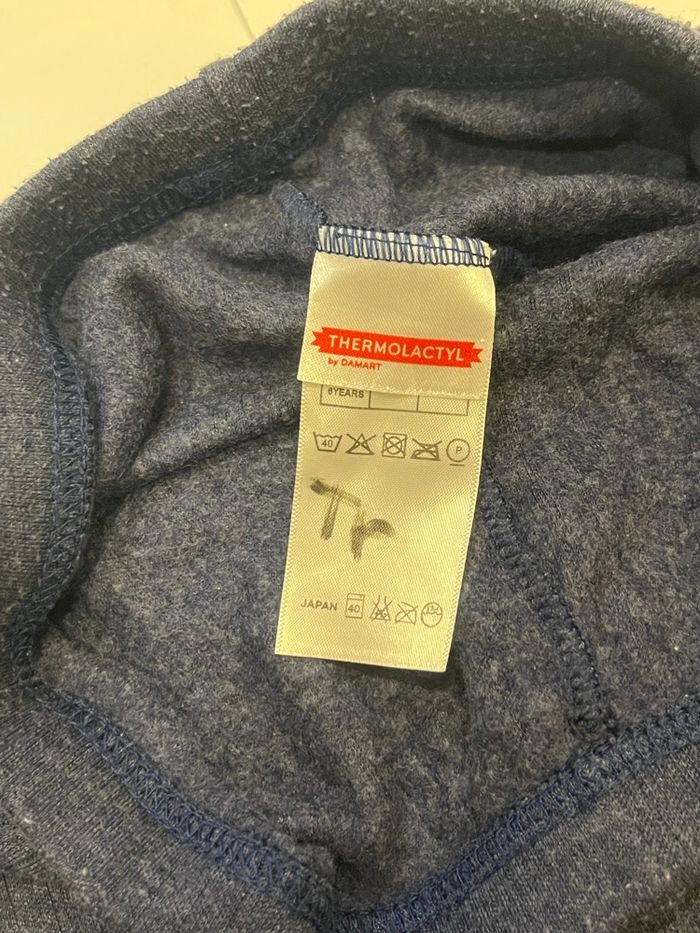 THERMOLACTYL
by DAMART
6YEARS
40 P
Tr
JAPAN 40